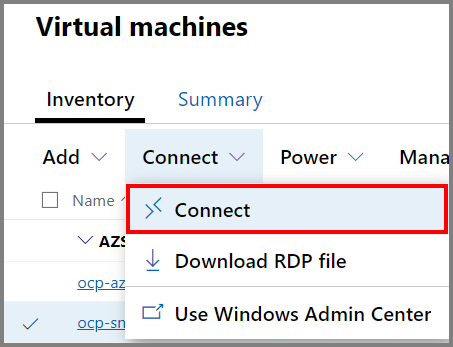 Virtual machines
Inventory Summary
Add Connect Power Mana
Name Connect
AZS Download RDP file
ocp-az
ocp-sn Use Windows Admin Center